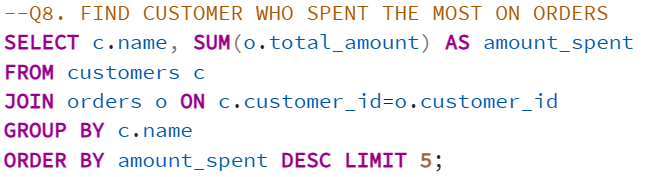 --Q8. FIND CUSTOMER WHO SPENT THE MOST ON ORDERS
SELECT c.name, SUM(o.total_amount) AS amount_spent
FROM customers c
JOIN orders o ON c.customer_id=o.customer_id
GROUP BY c.name
ORDER BY amount_spent DESC LIMIT 5;